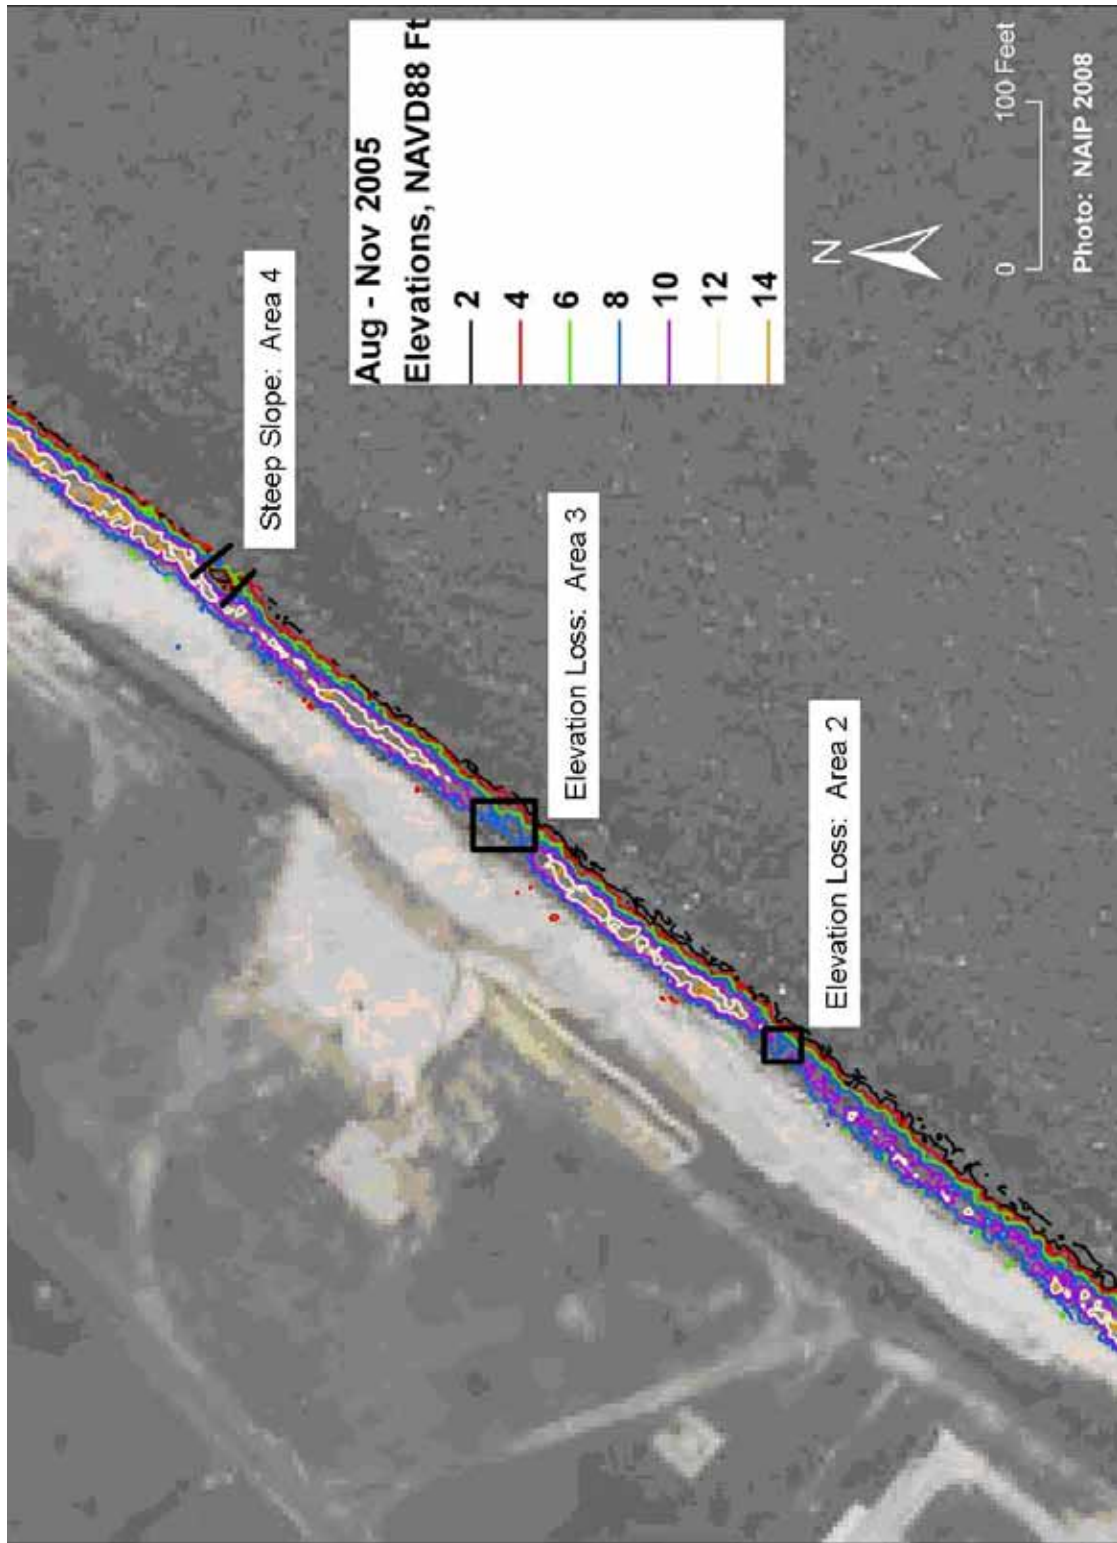 Steep Slope: Area 4
Elevation Loss: Area 3
Elevation Loss: Area 2
Aug - Nov 2005
Elevations, NAVD88 Ft
2
4
6
8
10
12
14
N
0 100 Feet
Photo: NAIP 2008